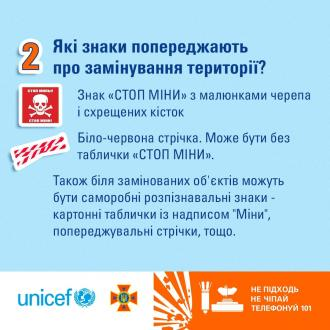 2
Які знаки попереджають
про замінування території?
СТОП МІНИ!
СТОП МІНИ!
Знак «СТОП МІНИ» з малюнками черепа
і схрещених кісток
Біло-червона стрічка. Може бути без
таблички «СТОП МІНИ».
Також біля замінованих об'єктів можуть
бути саморобні розпізнавальні знаки -
картонні таблички із надписом "Міни",
попереджувальні стрічки, тощо.
unicef
НЕ ПІДХОДЬ
НЕ ЧІПАЙ
ТЕЛЕФОНУЙ 101